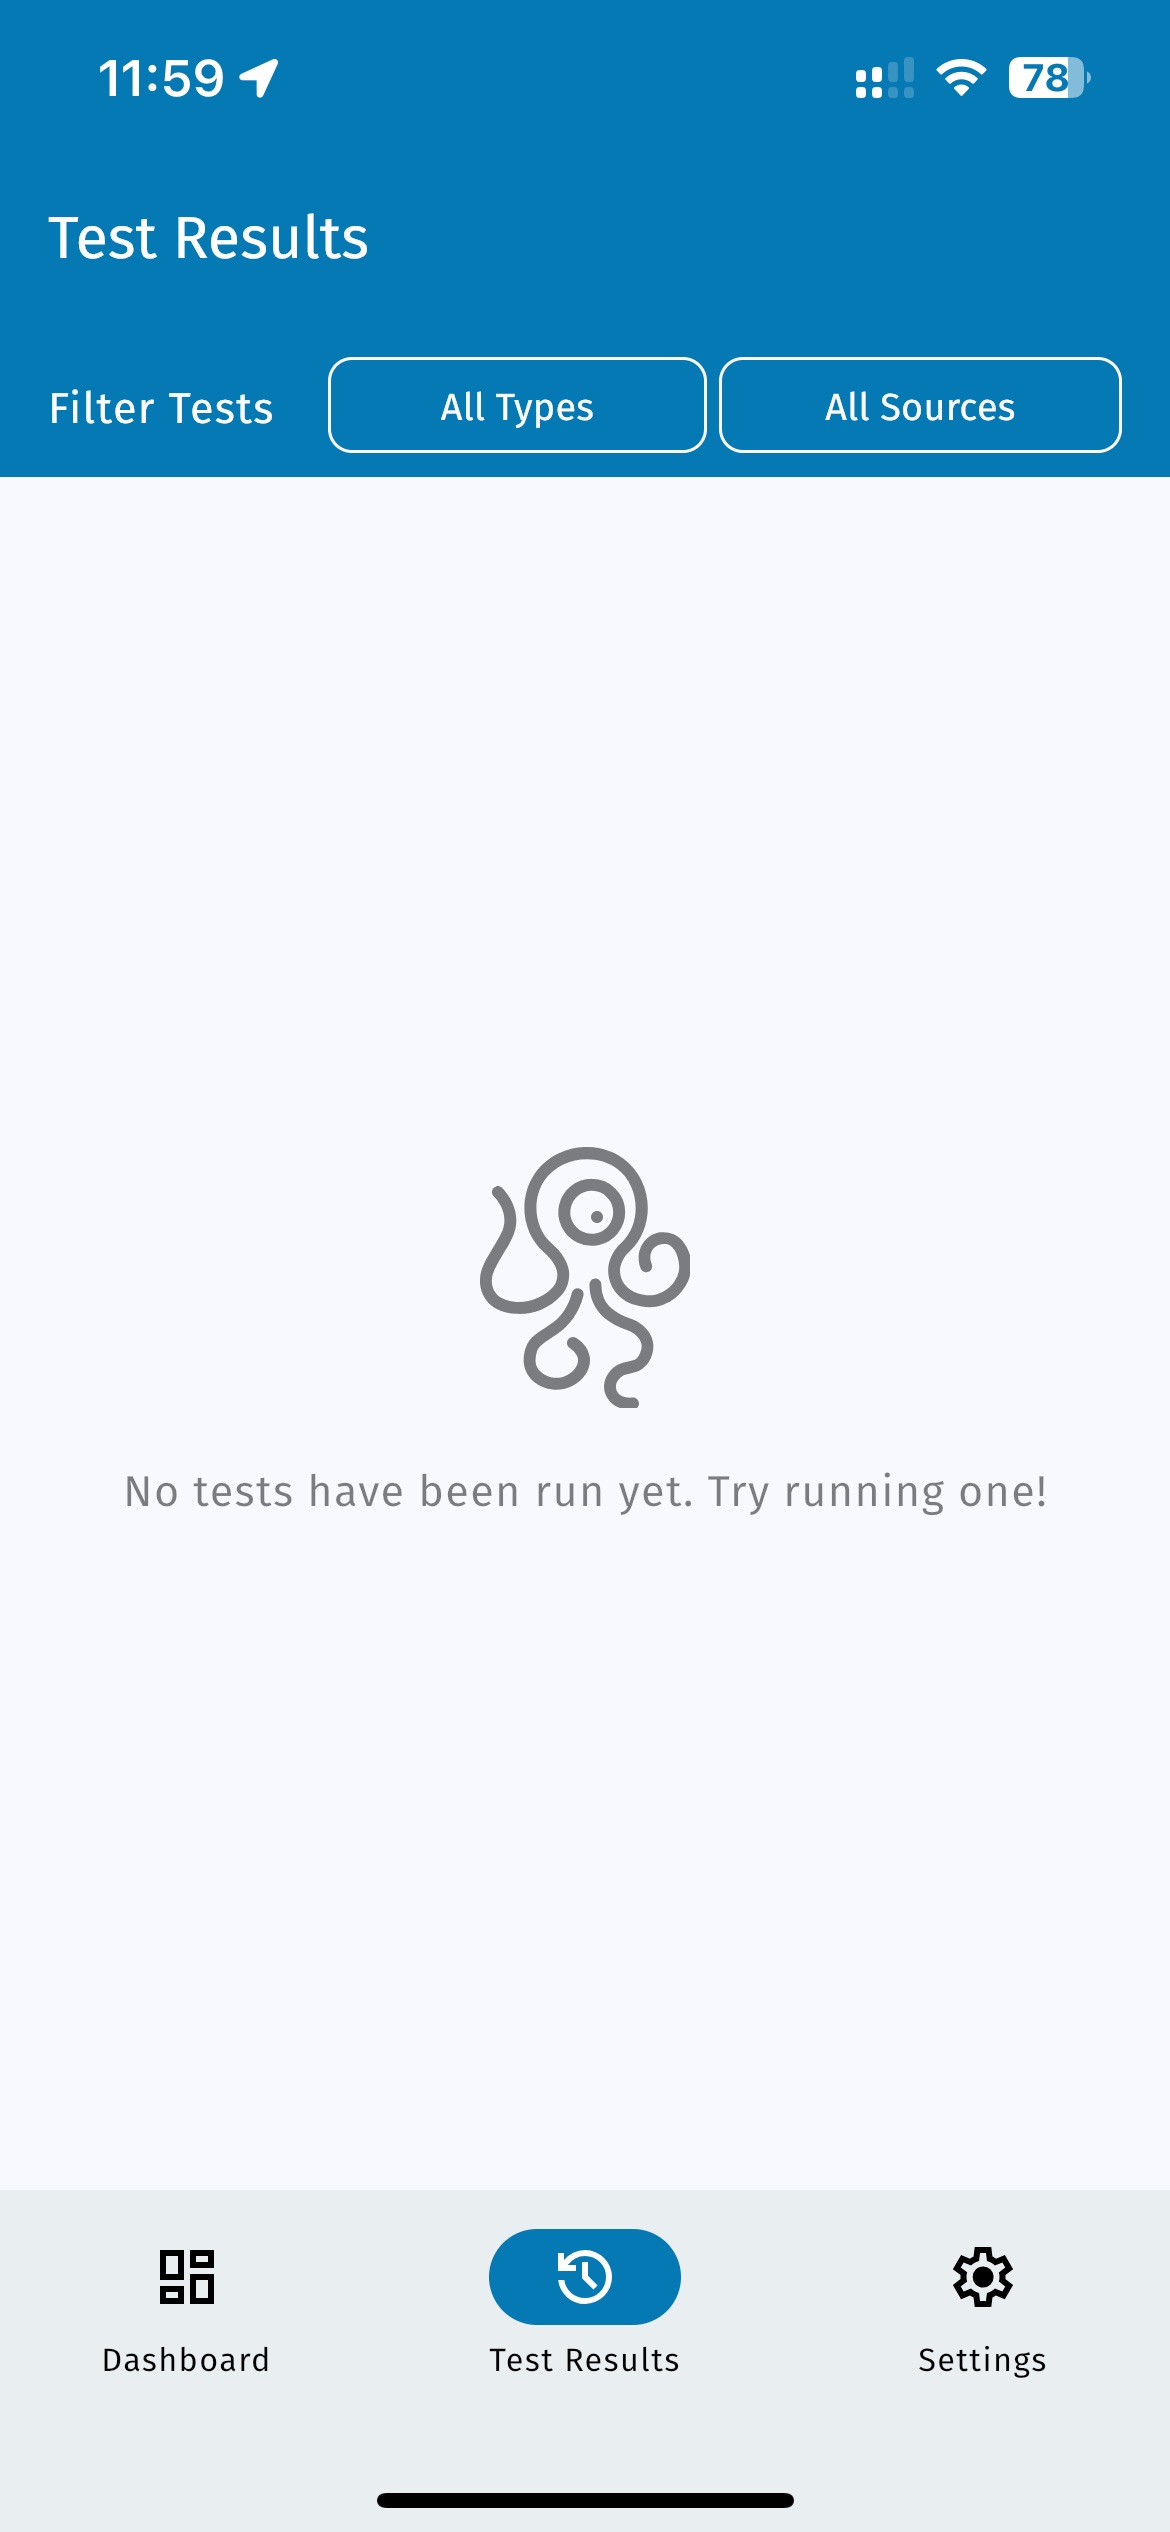 11:59
78
Test Results
Filter Tests
All Types
All Sources
No tests have been run yet. Try running one!
Dashboard
Test Results
Settings